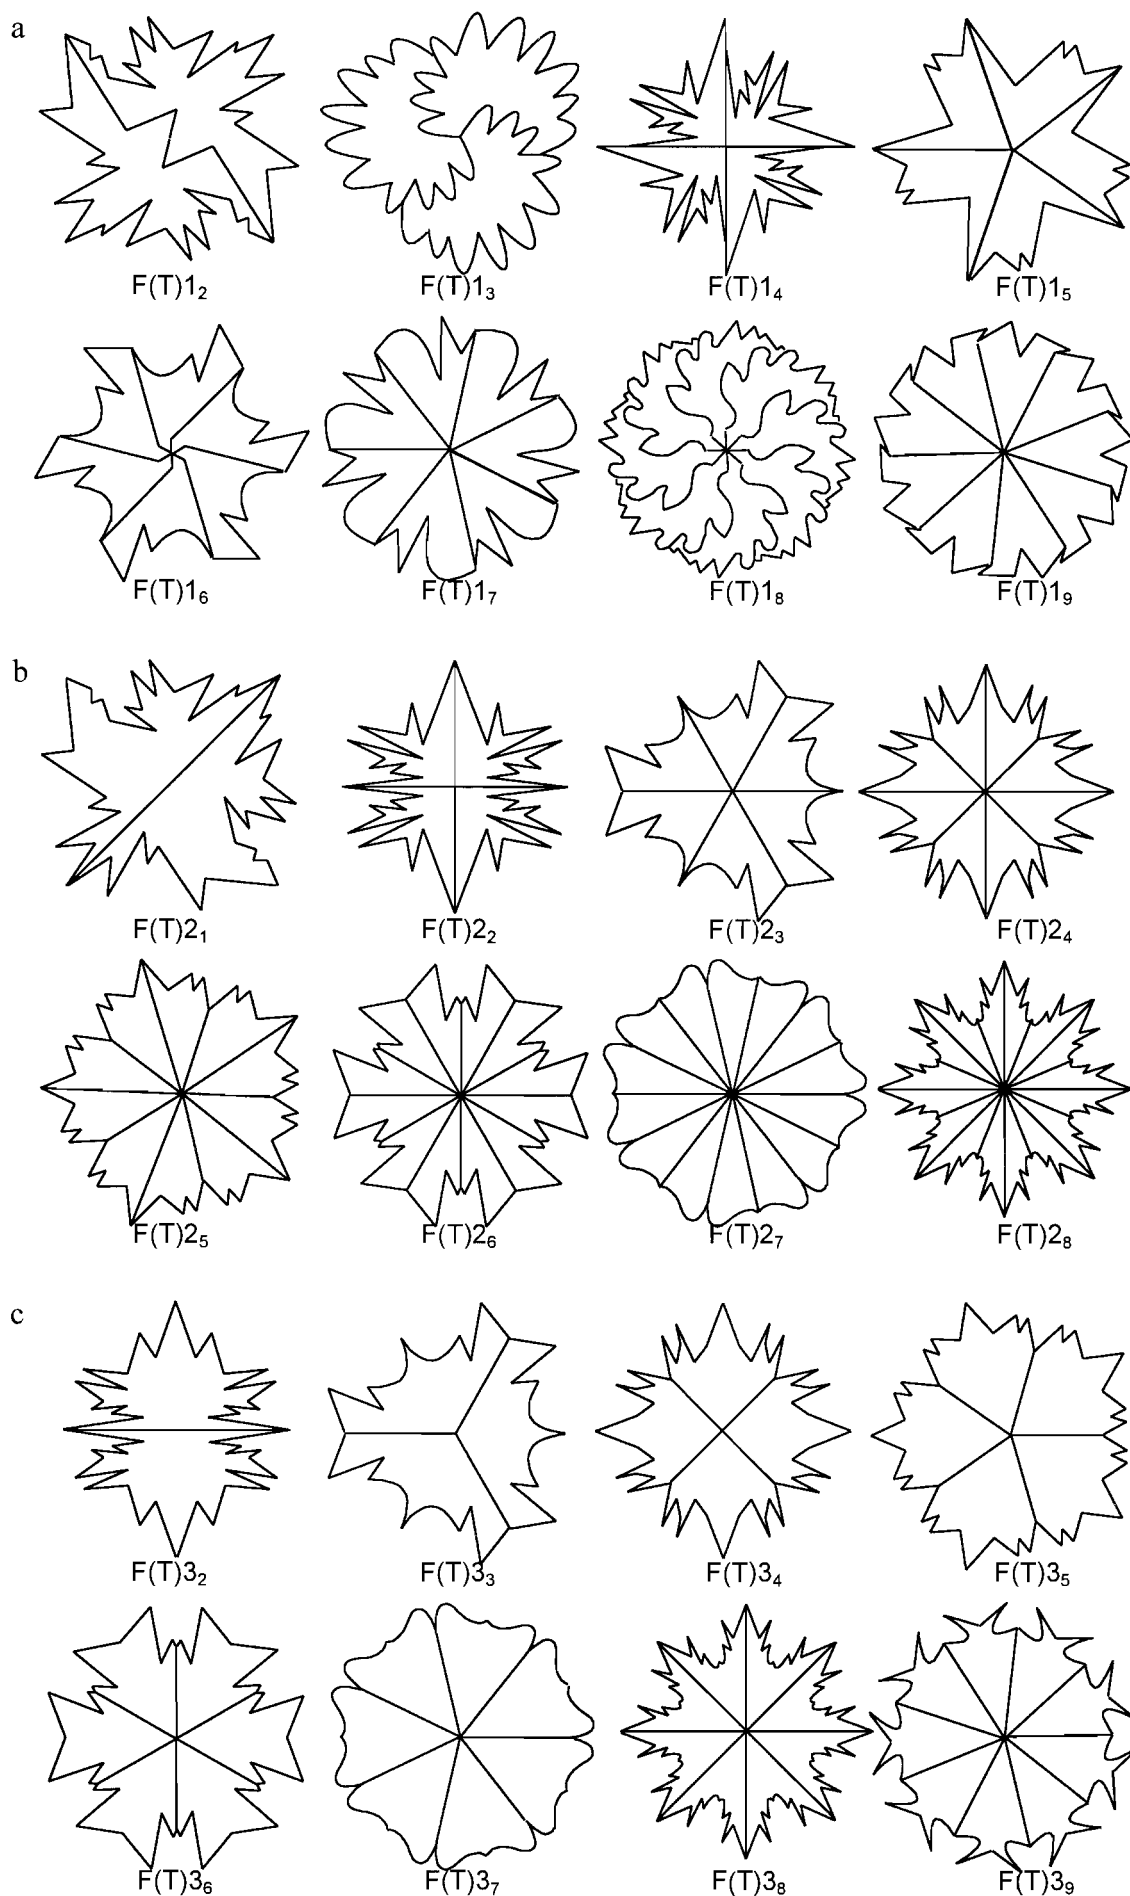 a
F(T)1₂ F(T)1₃ F(T)1₄ F(T)1₅
F(T)1₆ F(T)1₇ F(T)1₈ F(T)1₉
b
F(T)2₁ F(T)2₂ F(T)2₃ F(T)2₄
F(T)2₅ F(T)2₆ F(T)2₇ F(T)2₈
c
F(T)3₂ F(T)3₃ F(T)3₄ F(T)3₅
F(T)3₆ F(T)3₇ F(T)3₈ F(T)3₉